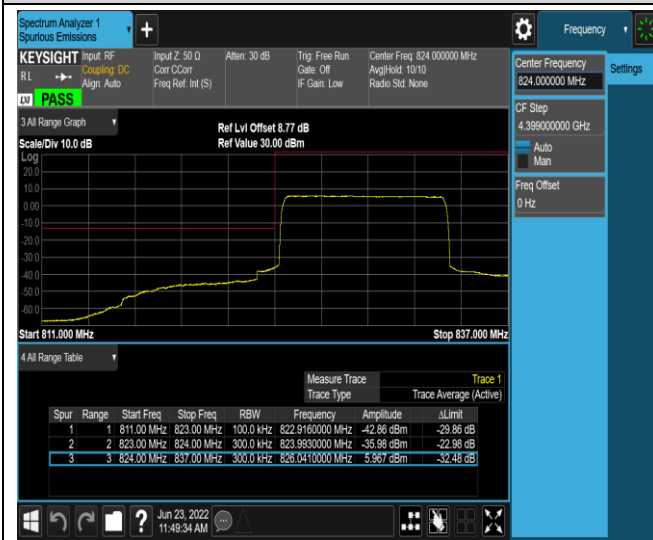 Spectrum Analyzer 1
Spurious Emissions
+
Frequency
KEYSIGHT Input: RF Input Z: 50 Ω Atten: 30 dB Trig: Free Run Center Freq: 824.000000 MHz
RL Coupling: DC Corr CCorr Gate: Off Avg|Hold: 10/10
Align: Auto Freq Ref: Int (S) IF Gain: Low Radio Std: None
LXI PASS
Center Frequency
824.000000 MHz
Settings
CF Step
4.399000000 GHz
Auto
Man
Freq Offset
0 Hz
3 All Range Graph
Ref Lvl Offset 8.77 dB
Scale/Div 10.0 dB Ref Value 30.00 dBm
Log
20.0
10.0
0.00
-10.0
-20.0
-30.0
-40.0
-50.0
-60.0
Start 811.000 MHz Stop 837.000 MHz
4 All Range Table
Measure Trace Trace 1
Trace Type Trace Average (Active)
Spur Range Start Freq Stop Freq RBW Frequency Amplitude ΔLimit
1 1 811.00 MHz 823.00 MHz 100.0 kHz 822.9160000 MHz -42.86 dBm -29.86 dB
2 2 823.00 MHz 824.00 MHz 300.0 kHz 823.9930000 MHz -35.98 dBm -22.98 dB
3 3 824.00 MHz 837.00 MHz 300.0 kHz 826.0410000 MHz 5.967 dBm -32.48 dB
? Jun 23, 2022
11:49:34 AM